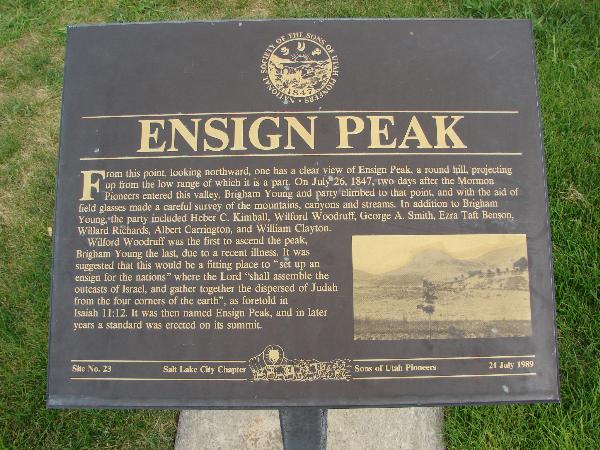 NATIONAL SOCIETY OF THE SONS OF UTAH PIONEERS
1847
ENSIGN PEAK
From this point, looking northward, one has a clear view of Ensign Peak, a round hill, projecting
up from the low range of which it is a part. On July 26, 1847, two days after the Mormon
Pioneers entered this valley, Brigham Young and party climbed to that point, and with the aid of
field glasses made a careful survey of the mountains, canyons and streams. In addition to Brigham
Young, the party included Heber C. Kimball, Wilford Woodruff, George A. Smith, Ezra Taft Benson,
Willard Richards, Albert Carrington, and William Clayton.
Wilford Woodruff was the first to ascend the peak,
Brigham Young the last, due to a recent illness. It was
suggested that this would be a fitting place to "set up an
ensign for the nations" where the Lord "shall assemble the
outcasts of Israel, and gather together the dispersed of Judah
from the four corners of the earth", as foretold in
Isaiah 11:12. It was then named Ensign Peak, and in later
years a standard was erected on its summit.
Site No. 23 Salt Lake City Chapter Sons of Utah Pioneers 24 July 1989